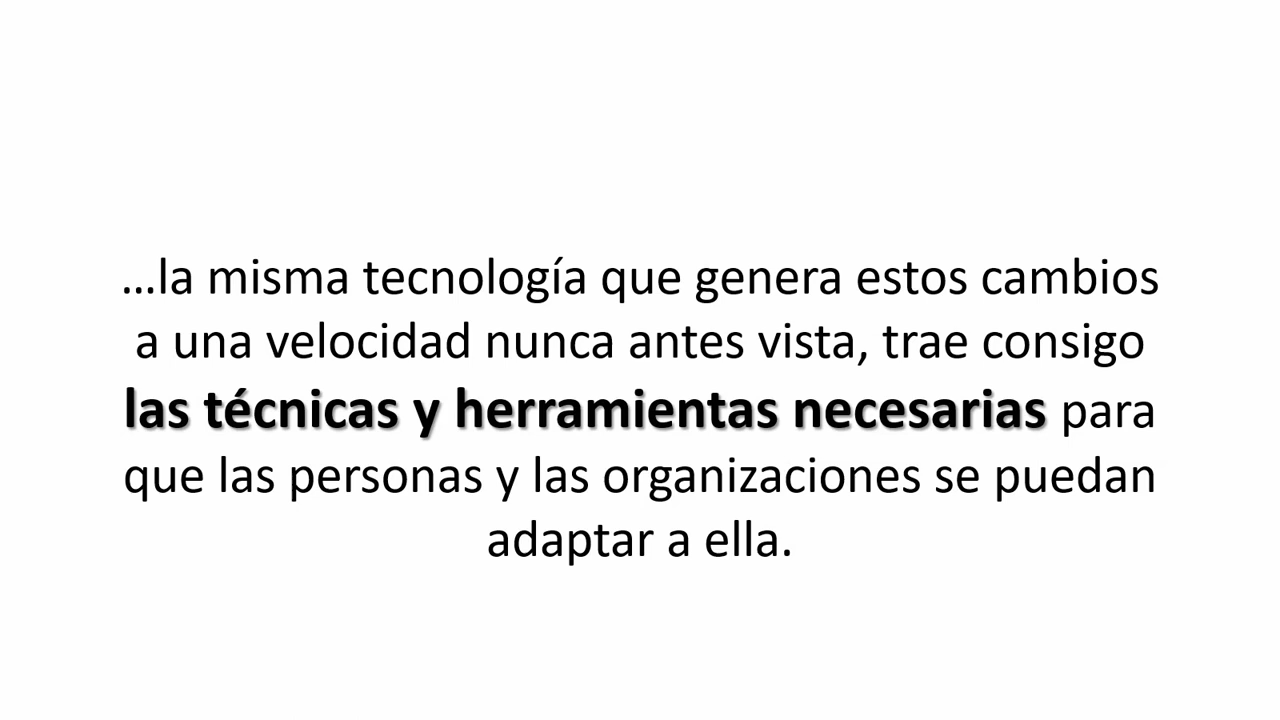 …la misma tecnología que genera estos cambios
a una velocidad nunca antes vista, trae consigo
las técnicas y herramientas necesarias para
que las personas y las organizaciones se puedan
adaptar a ella.